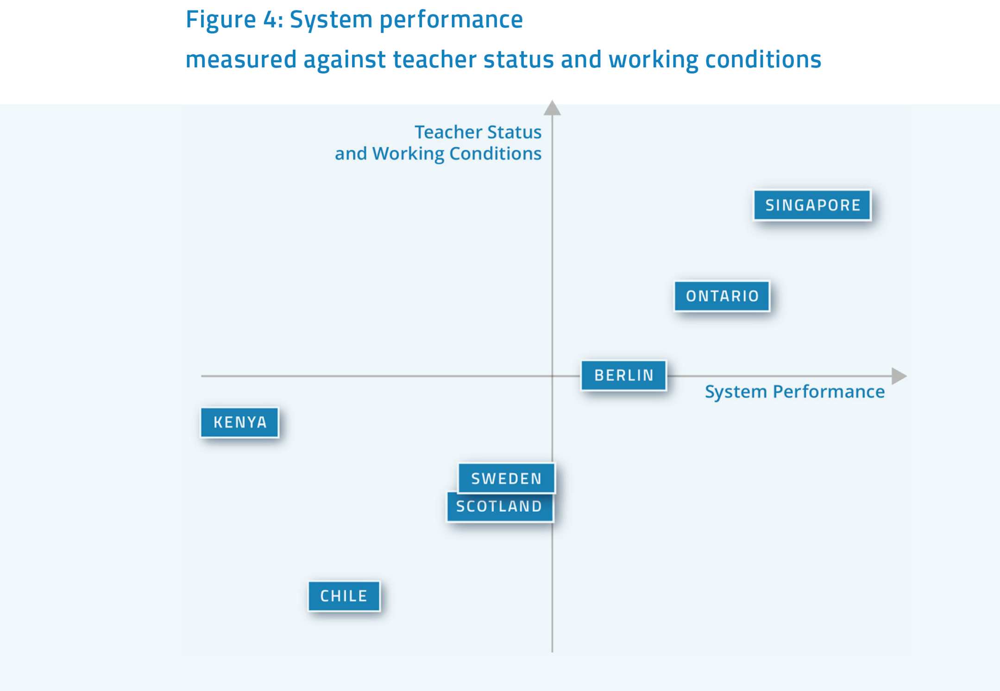 Figure 4: System performance
measured against teacher status and working conditions
Teacher Status
and Working Conditions
SINGAPORE
ONTARIO
BERLIN
System Performance
KENYA
SWEDEN
SCOTLAND
CHILE